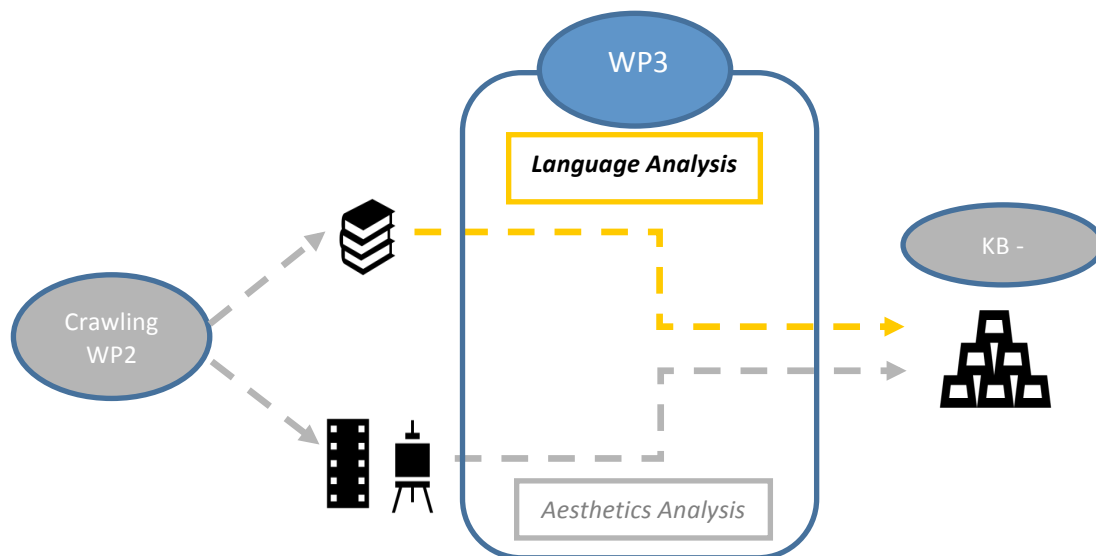 WP3
Language Analysis
KB -
Crawling
WP2
Aesthetics Analysis